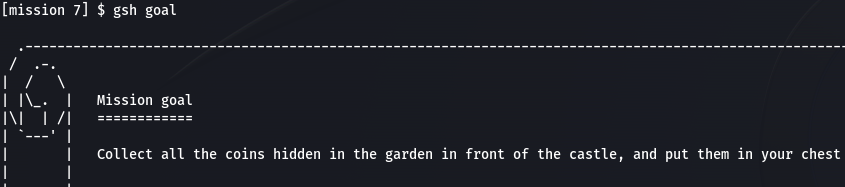 [mission 7] $ gsh goal
Mission goal
============
Collect all the coins hidden in the garden in front of the castle, and put them in your chest